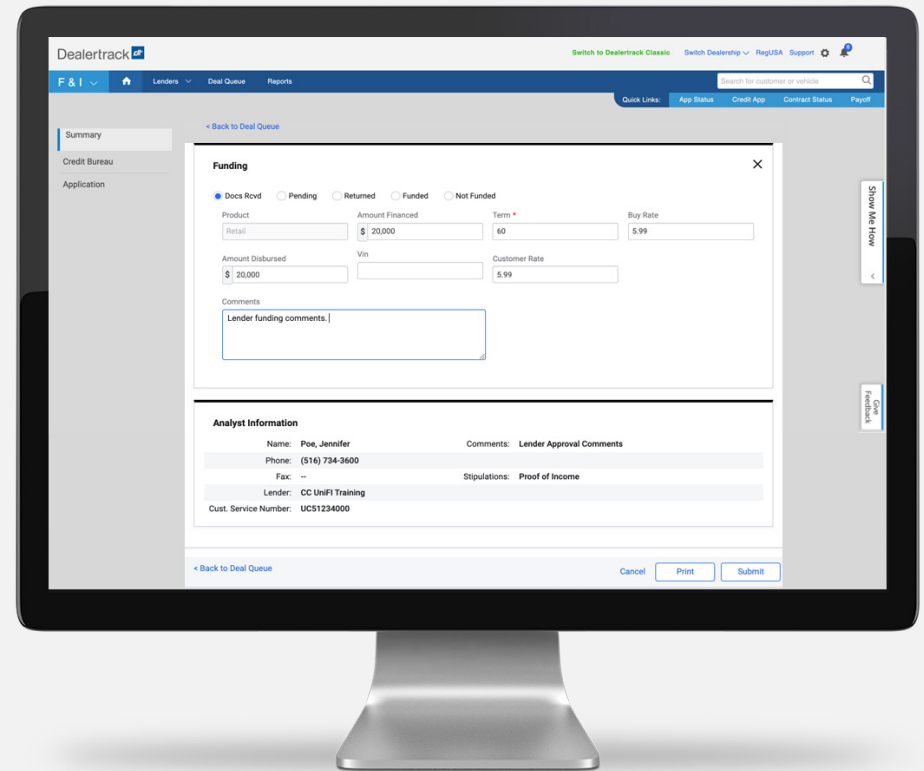 Dealertrack dt
Switch to Dealertrack Classic Switch Dealership RegUSA Support
F & I Lenders Deal Queue Reports Search for customer or vehicle
Quick Links: App Status Credit App Contract Status Payoff
Summary
Credit Bureau
Application
< Back to Deal Queue
Funding
Docs Rcvd Pending Returned Funded Not Funded
Product Amount Financed Term * Buy Rate
Retail $ 20,000 60 5.99
Amount Disbursed Vin Customer Rate
$ 20,000 5.99
Comments
Lender funding comments.
Analyst Information
Name: Poe, Jennifer Comments: Lender Approval Comments
Phone: (516) 734-3600
Fax: -- Stipulations: Proof of Income
Lender: CC UniFI Training
Cust. Service Number: UC51234000
< Back to Deal Queue Cancel Print Submit
Show Me How
Give
Feedback